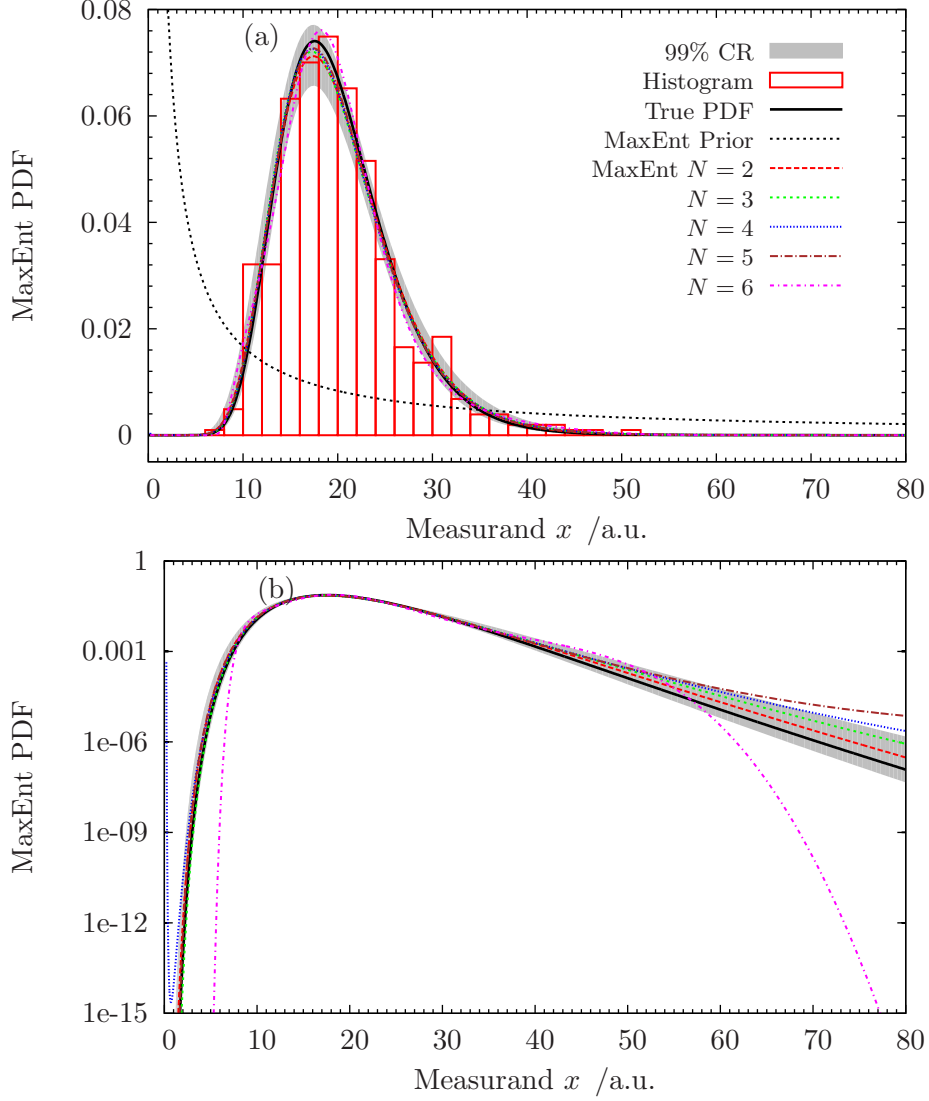 (a)
99% CR
Histogram
True PDF
MaxEnt Prior
MaxEnt N = 2
N = 3
N = 4
N = 5
N = 6
0.08
0.06
0.04
0.02
0
MaxEnt PDF
0 10 20 30 40 50 60 70 80
Measurand x /a.u.
(b)
1
0.001
1e-06
1e-09
1e-12
1e-15
MaxEnt PDF
0 10 20 30 40 50 60 70 80
Measurand x /a.u.